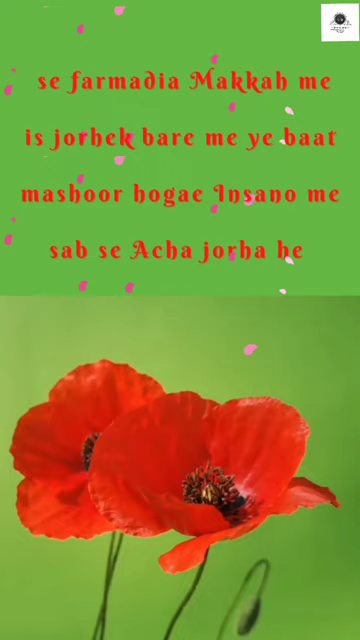 se farmadia Makkah me
is jorhek bare me ye baat
mashoor hogae Insano me
sab se Acha jorha he